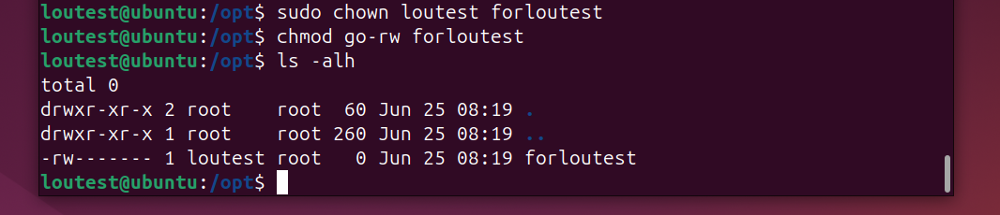 loutest@ubuntu:/opt$ sudo chown loutest forloutest
loutest@ubuntu:/opt$ chmod go-rw forloutest
loutest@ubuntu:/opt$ ls -alh
total 0
drwxr-xr-x 2 root    root  60 Jun 25 08:19 .
drwxr-xr-x 1 root    root 260 Jun 25 08:19 ..
-rw------- 1 loutest root   0 Jun 25 08:19 forloutest
loutest@ubuntu:/opt$